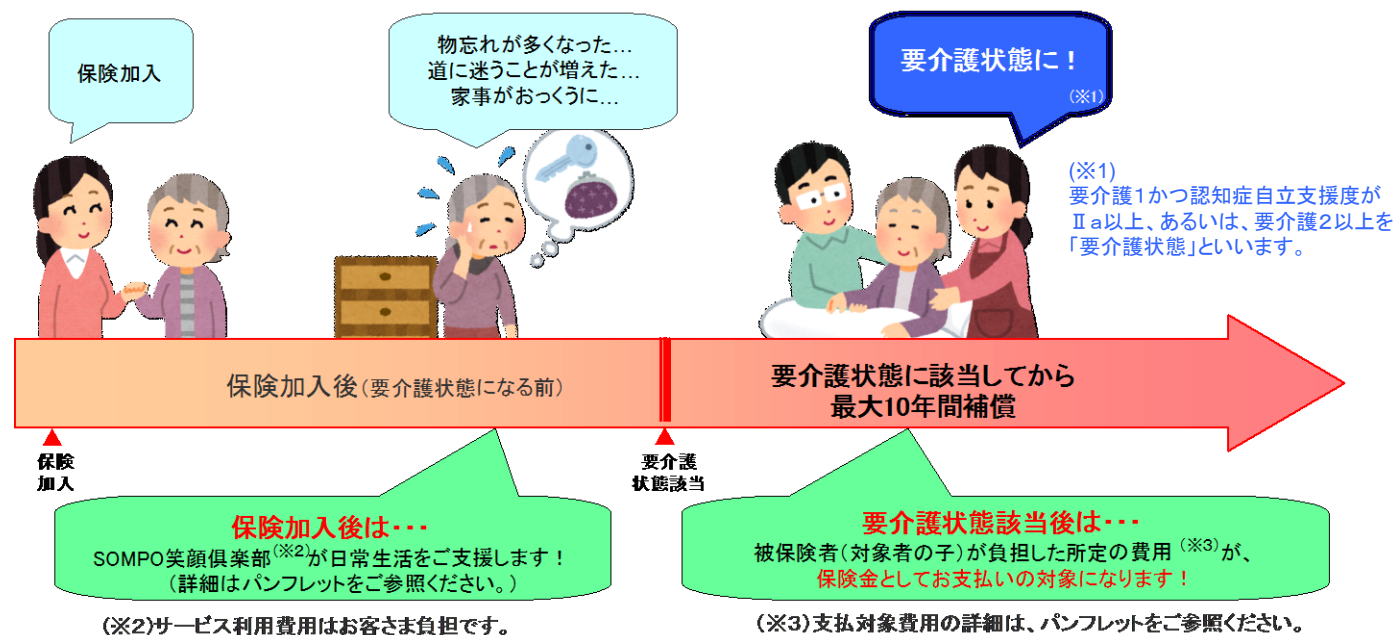 保険加入
物忘れが多くなった…
道に迷うことが増えた…
家事がおっくうに…
要介護状態に！
(※1)
(※1)
要介護１かつ認知症自立支援度が
Ⅱa以上、あるいは、要介護２以上を
「要介護状態」といいます。
保険加入後(要介護状態になる前)
要介護状態に該当してから
最大10年間補償
保険
加入
要介護
状態該当
保険加入後は･･･
SOMPO笑顔倶楽部(※2)が日常生活をご支援します！
(詳細はパンフレットをご参照ください。)
要介護状態該当後は･･･
被保険者(対象者の子)が負担した所定の費用(※3)が、
保険金としてお支払いの対象になります！
(※2)サービス利用費用はお客さま負担です。
(※3)支払対象費用の詳細は、パンフレットをご参照ください。